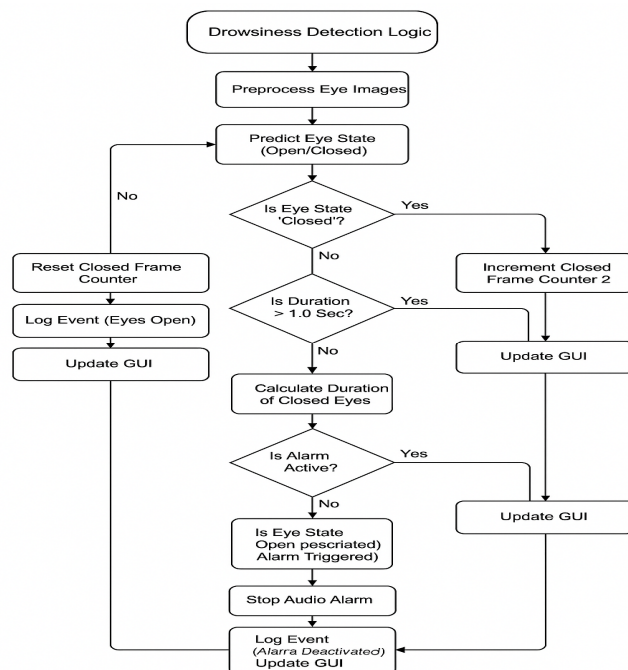 Drowsiness Detection Logic
Preprocess Eye Images
Predict Eye State
(Open/Closed)
No
Is Eye State
'Closed'?
Yes
No
Reset Closed Frame
Counter
Increment Closed
Frame Counter 2
Log Event (Eyes Open)
Is Duration
> 1.0 Sec?
Yes
Update GUI
Update GUI
No
Calculate Duration
of Closed Eyes
Is Alarm
Active?
Yes
No
Update GUI
Is Eye State
Open pescriated)
Alarm Triggered)
Stop Audio Alarm
Log Event
(Alarra Deactivated)
Update GUI